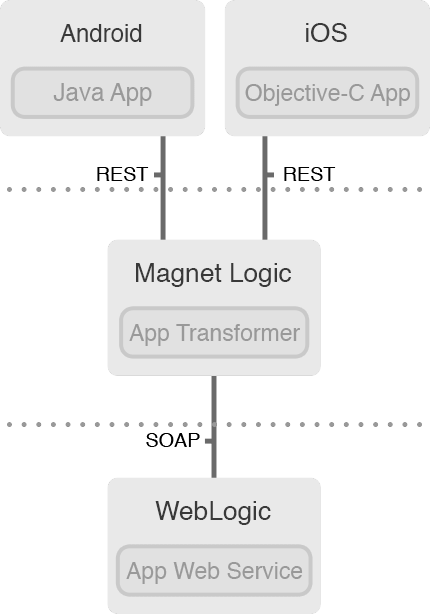 Android
Java App
iOS
Objective-C App
REST
REST
Magnet Logic
App Transformer
SOAP
WebLogic
App Web Service